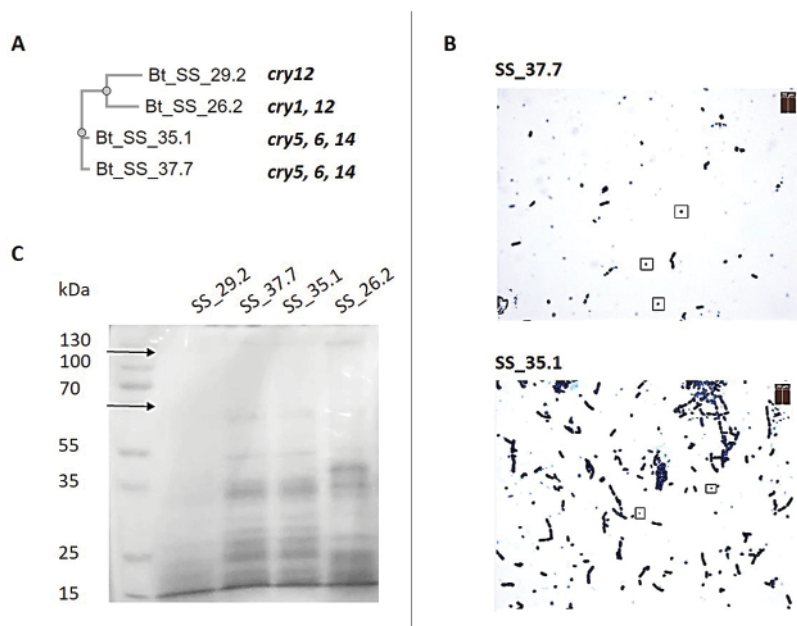 A
Bt_SS_29.2 cry12
Bt_SS_26.2 cry1, 12
Bt_SS_35.1 cry5, 6, 14
Bt_SS_37.7 cry5, 6, 14
C
kDa
SS_29.2 SS_37.7 SS_35.1 SS_26.2
130
100
70
55
35
25
15
B
SS_37.7
SS_35.1